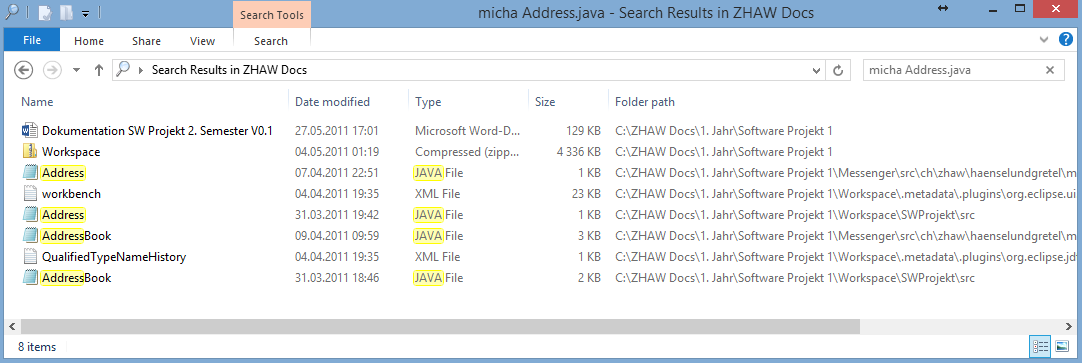 Search Tools
micha Address.java - Search Results in ZHAW Docs
File Home Share View Search
Search Results in ZHAW Docs
micha Address.java
Name Date modified Type Size Folder path
Dokumentation SW Projekt 2. Semester V0.1 27.05.2011 17:01 Microsoft Word-D... 129 KB C:\ZHAW Docs\1. Jahr\Software Projekt 1
Workspace 04.05.2011 01:19 Compressed (zipp... 4 336 KB C:\ZHAW Docs\1. Jahr\Software Projekt 1
Address 07.04.2011 22:51 JAVA File 1 KB C:\ZHAW Docs\1. Jahr\Software Projekt 1\Messenger\src\ch\zhaw\haenselundgretel\m
workbench 04.04.2011 19:35 XML File 23 KB C:\ZHAW Docs\1. Jahr\Software Projekt 1\Workspace\.metadata\.plugins\org.eclipse.ui
Address 31.03.2011 19:42 JAVA File 1 KB C:\ZHAW Docs\1. Jahr\Software Projekt 1\Workspace\SWProjekt\src
AddressBook 09.04.2011 09:59 JAVA File 3 KB C:\ZHAW Docs\1. Jahr\Software Projekt 1\Messenger\src\ch\zhaw\haenselundgretel\m
QualifiedTypeNameHistory 04.04.2011 19:35 XML File 1 KB C:\ZHAW Docs\1. Jahr\Software Projekt 1\Workspace\.metadata\.plugins\org.eclipse.jd
AddressBook 31.03.2011 18:46 JAVA File 2 KB C:\ZHAW Docs\1. Jahr\Software Projekt 1\Workspace\SWProjekt\src
8 items